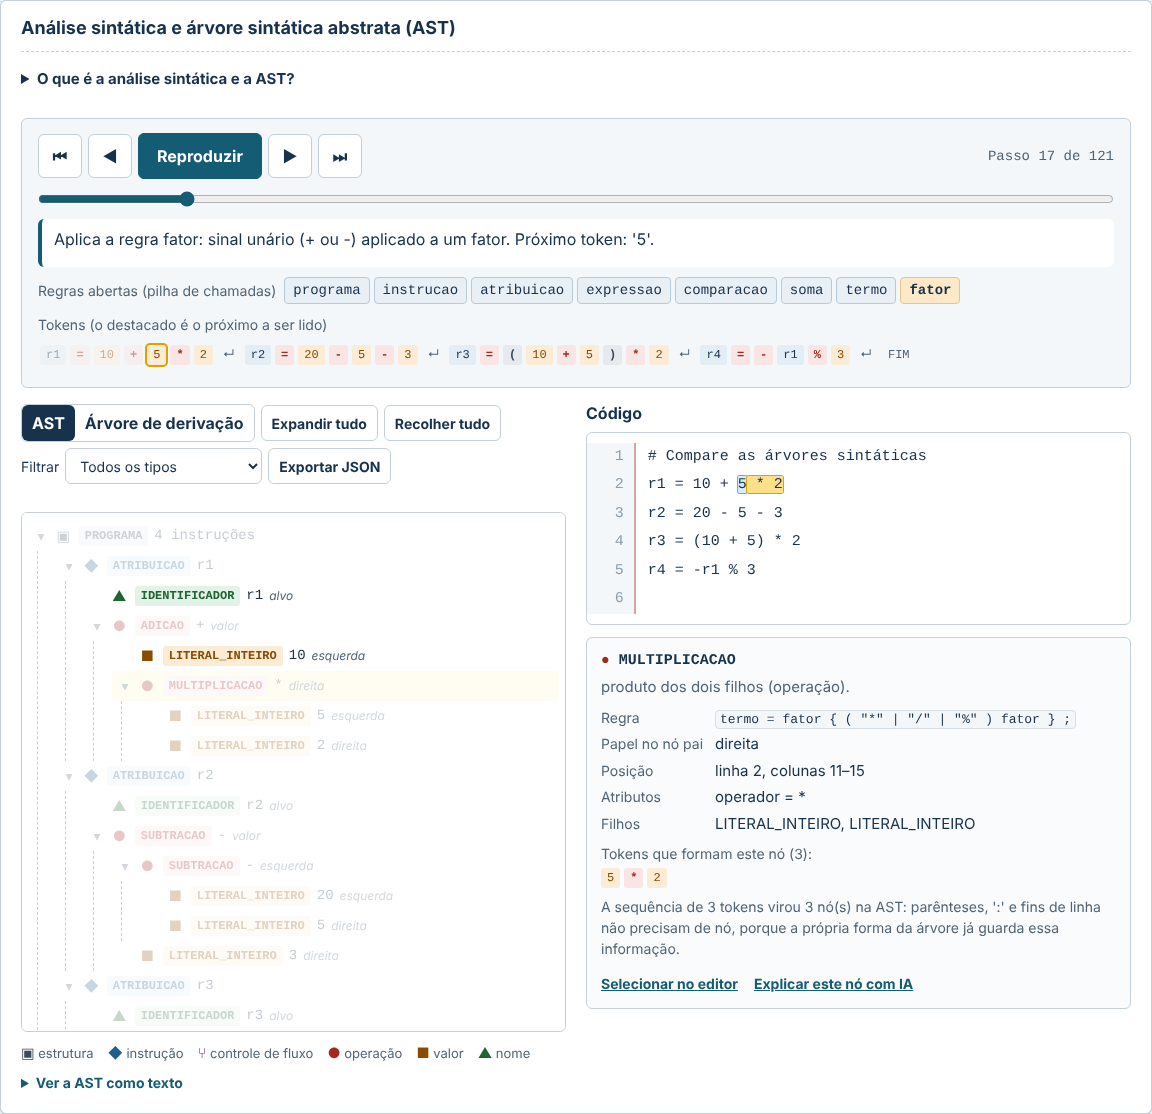 Análise sintática e árvore sintática abstrata (AST)
▶ O que é a análise sintática e a AST?
⏮ ◀ Reproduzir ▶ ⏭ Passo 17 de 121
Aplica a regra fator: sinal unário (+ ou -) aplicado a um fator. Próximo token: '5'.
Regras abertas (pilha de chamadas) programa instrucao atribuicao expressao comparacao soma termo fator
Tokens (o destacado é o próximo a ser lido)
r1 = 10 + 5 * 2 ↵ r2 = 20 - 5 - 3 ↵ r3 = ( 10 + 5 ) * 2 ↵ r4 = - r1 % 3 ↵ FIM
AST Árvore de derivação Expandir tudo Recolher tudo
Filtrar Todos os tipos Exportar JSON
▼ ▣ PROGRAMA 4 instruções
▼ ◆ ATRIBUICAO r1
▲ IDENTIFICADOR r1 alvo
▼ ● ADICAO + valor
■ LITERAL_INTEIRO 10 esquerda
▼ ● MULTIPLICACAO * direita
■ LITERAL_INTEIRO 5 esquerda
■ LITERAL_INTEIRO 2 direita
▼ ◆ ATRIBUICAO r2
▲ IDENTIFICADOR r2 alvo
▼ ● SUBTRACAO - valor
▼ ● SUBTRACAO - esquerda
■ LITERAL_INTEIRO 20 esquerda
■ LITERAL_INTEIRO 5 direita
■ LITERAL_INTEIRO 3 direita
▼ ◆ ATRIBUICAO r3
▲ IDENTIFICADOR r3 alvo
▣ estrutura ◆ instrução ⑂ controle de fluxo ● operação ■ valor ▲ nome
▶ Ver a AST como texto
Código
1 # Compare as árvores sintáticas
2 r1 = 10 + 5 * 2
3 r2 = 20 - 5 - 3
4 r3 = (10 + 5) * 2
5 r4 = -r1 % 3
6
● MULTIPLICACAO
produto dos dois filhos (operação).
Regra termo = fator { ( "*" | "/" | "%" ) fator } ;
Papel no nó pai direita
Posição linha 2, colunas 11–15
Atributos operador = *
Filhos LITERAL_INTEIRO, LITERAL_INTEIRO
Tokens que formam este nó (3):
5 * 2
A sequência de 3 tokens virou 3 nó(s) na AST: parênteses, ':' e fins de linha
não precisam de nó, porque a própria forma da árvore já guarda essa
informação.
Selecionar no editor Explicar este nó com IA